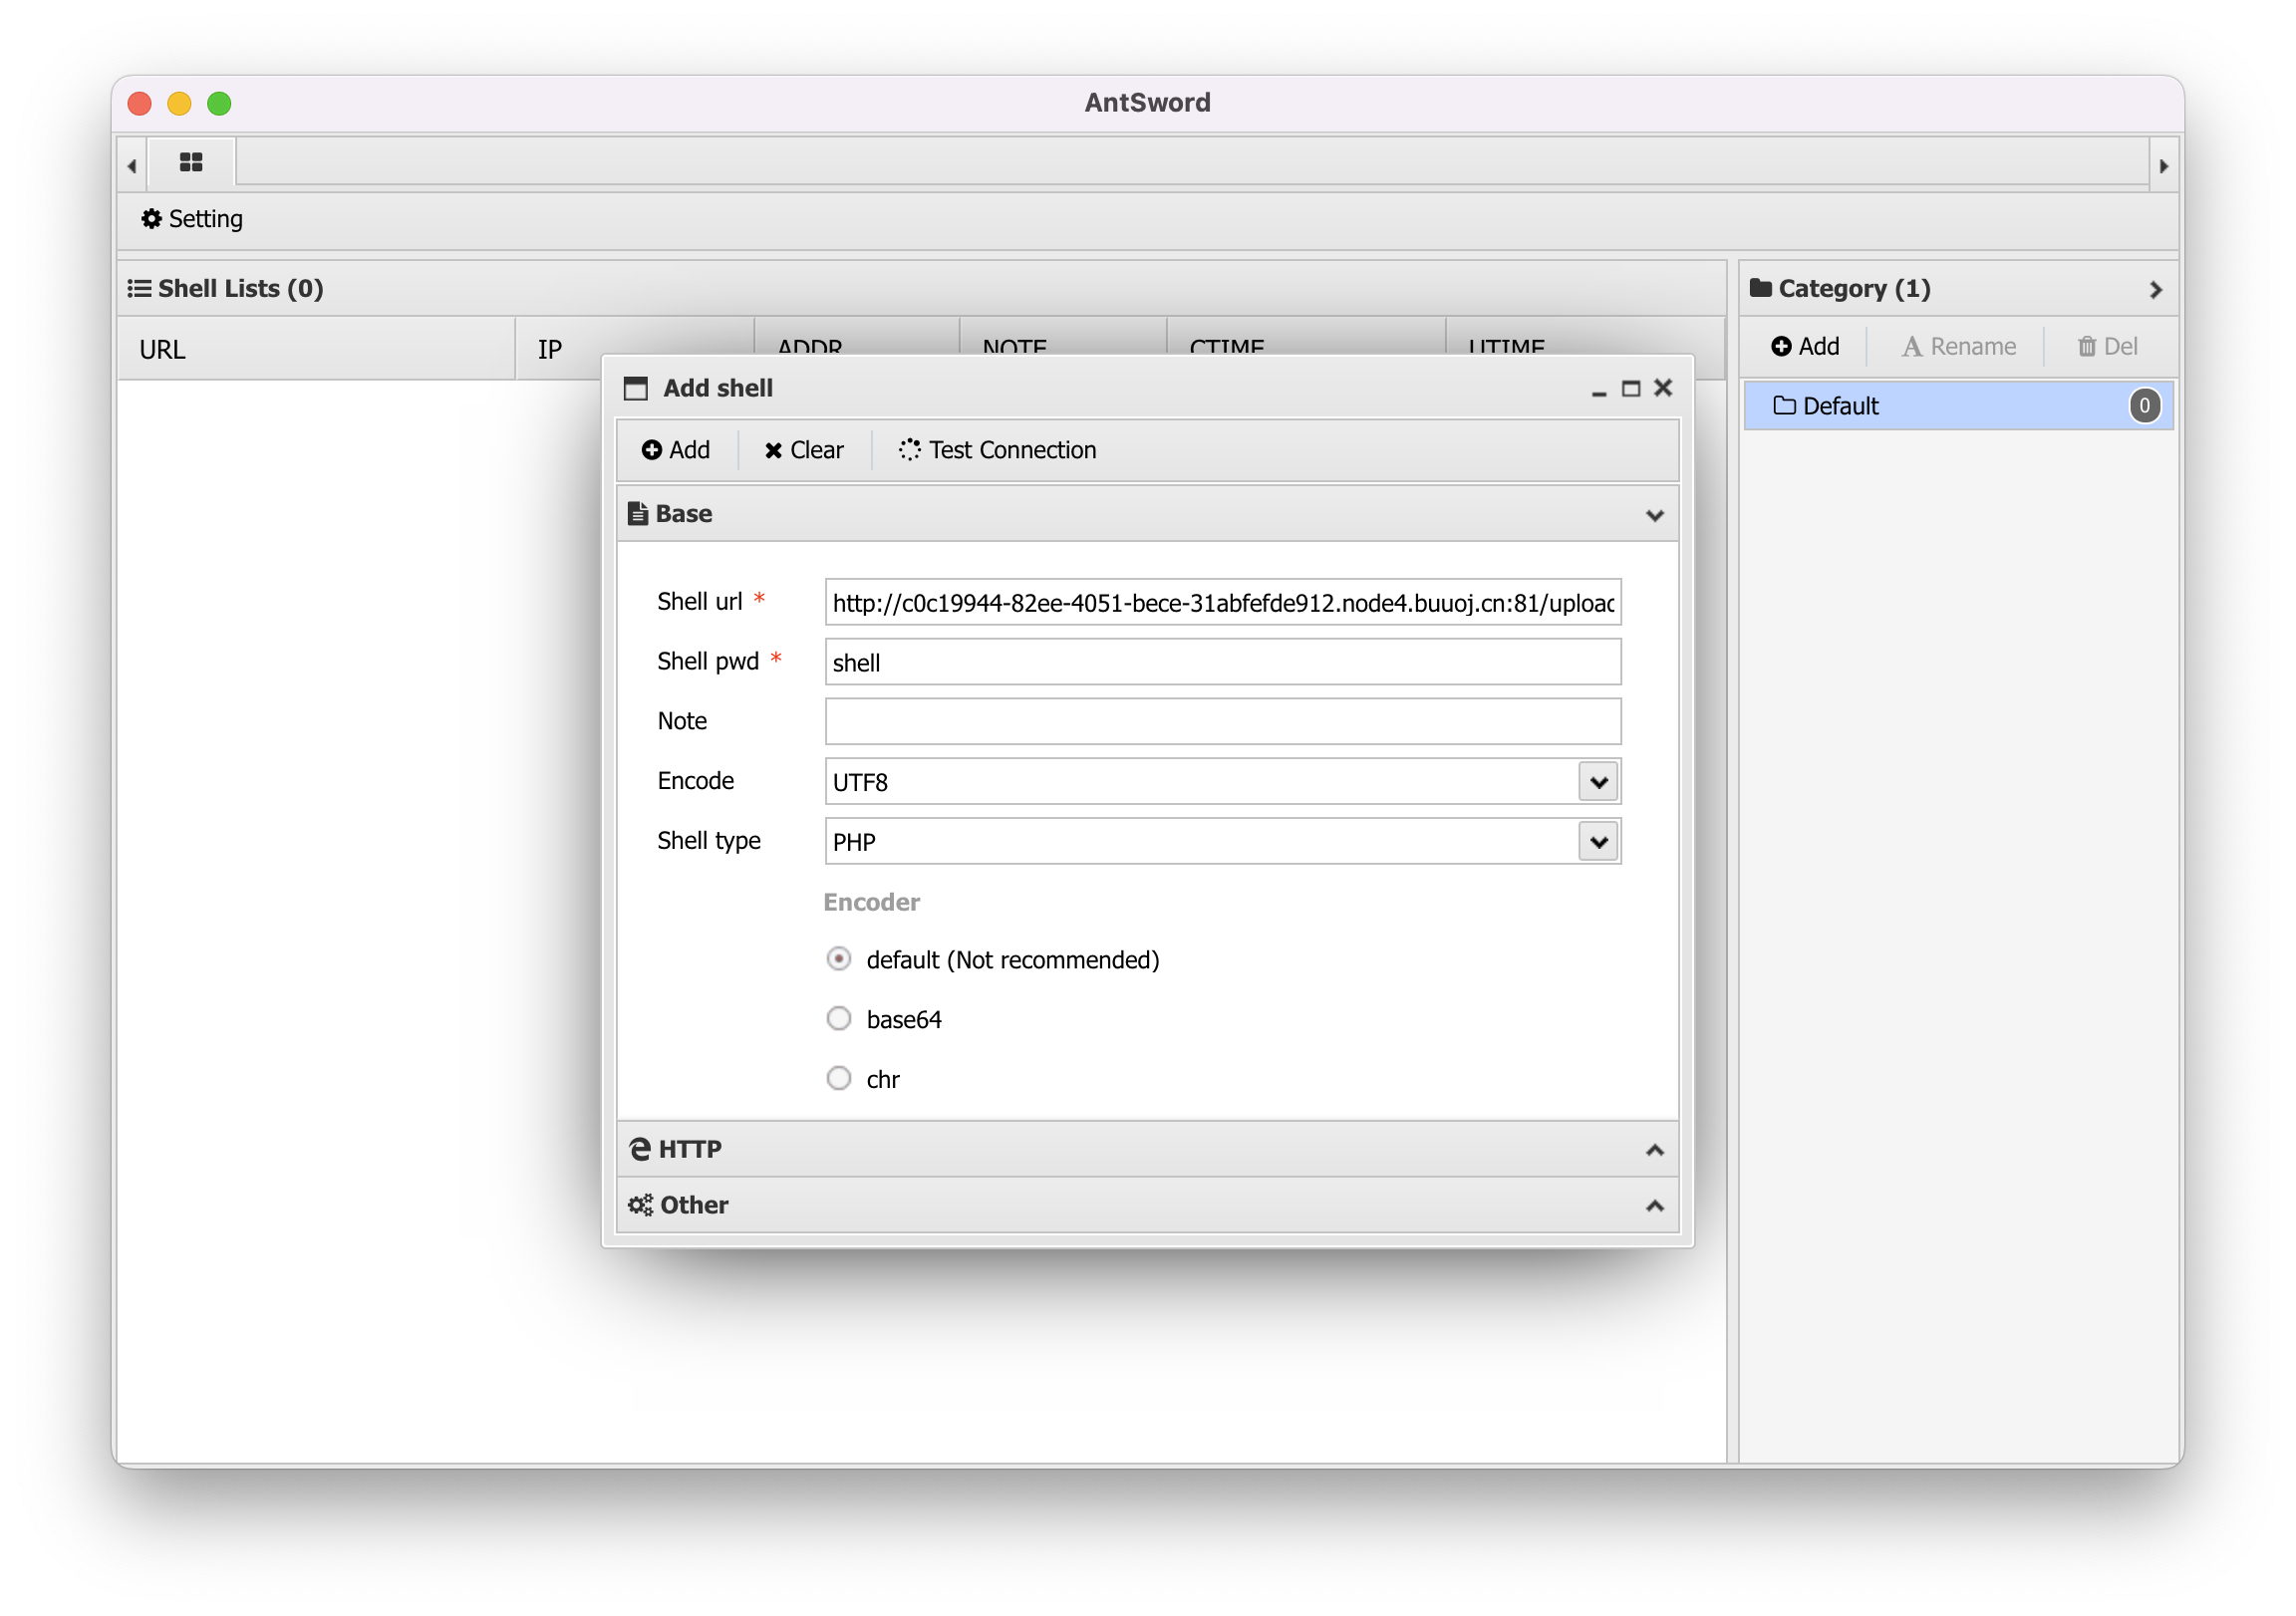 AntSword
Setting
Shell Lists (0)
Category (1)
URL IP ADDR NOTE CTIME UTIME
Add Rename Del
Default 0
Add shell
Add Clear Test Connection
Base
Shell url * http://c0c19944-82ee-4051-bece-31abfefde912.node4.buuoj.cn:81/upload
Shell pwd * shell
Note
Encode UTF8
Shell type PHP
Encoder
default (Not recommended)
base64
chr
HTTP
Other